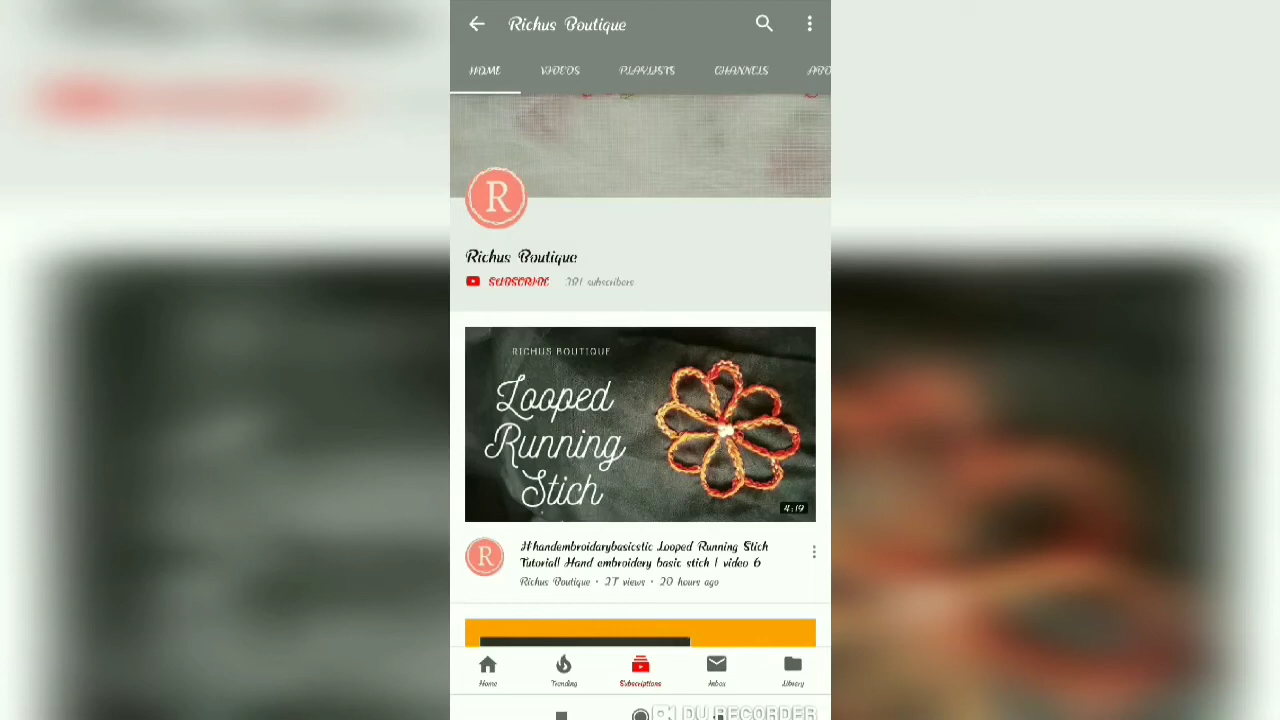 Richus Boutique
HOME VIDEOS PLAYLISTS CHANNELS ABO
R
Richus Boutique
SUBSCRIBE 291 subscribers
RICHUS BOUTIQUE
Looped
Running
Stich
4:19
R
#handembroidarybasicstic Looped Running Stich
Tutorial| Hand embroidery basic stich | video 6
Richus Boutique · 27 views · 20 hours ago
Home Trending Subscriptions Inbox Library
DU RECORDER